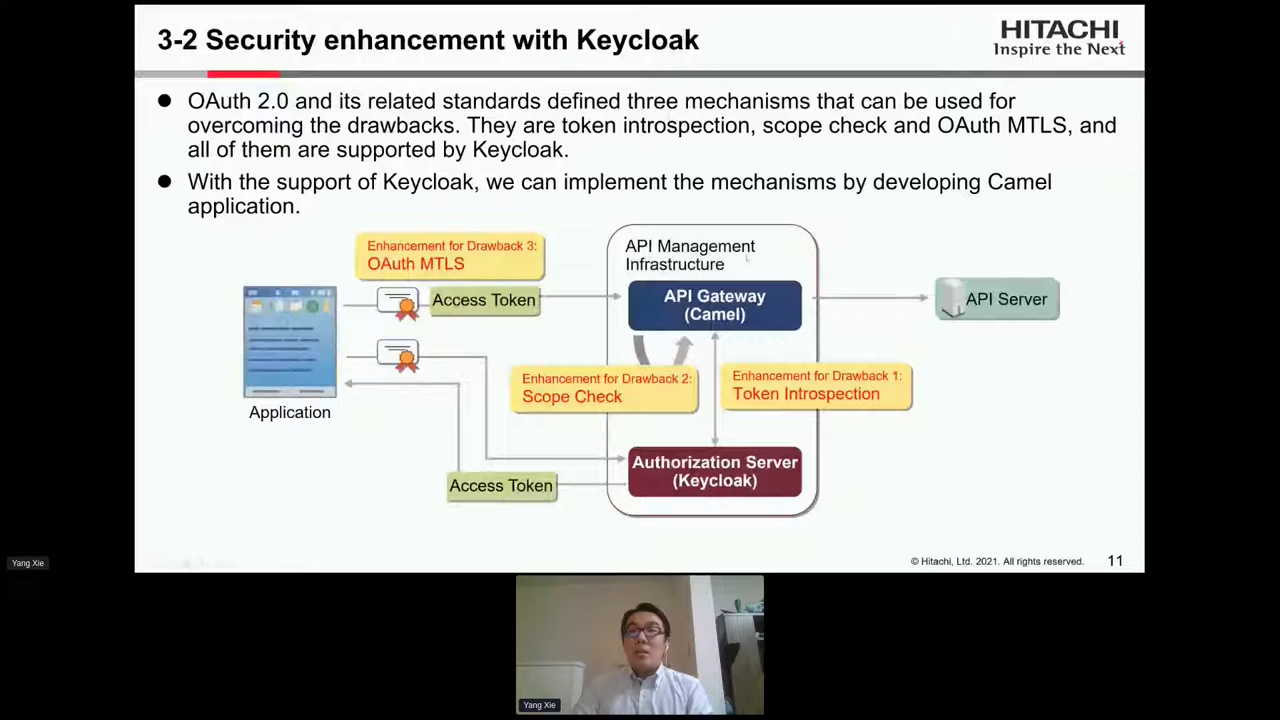 3-2 Security enhancement with Keycloak
HITACHI
Inspire the Next
● OAuth 2.0 and its related standards defined three mechanisms that can be used for
overcoming the drawbacks. They are token introspection, scope check and OAuth MTLS, and
all of them are supported by Keycloak.
● With the support of Keycloak, we can implement the mechanisms by developing Camel
application.
Enhancement for Drawback 3:
OAuth MTLS
API Management
Infrastructure
Access Token
API Gateway
(Camel)
API Server
Enhancement for Drawback 2:
Scope Check
Enhancement for Drawback 1:
Token Introspection
Application
Authorization Server
(Keycloak)
Access Token
© Hitachi, Ltd. 2021. All rights reserved.
11
Yang Xie
Yang Xie